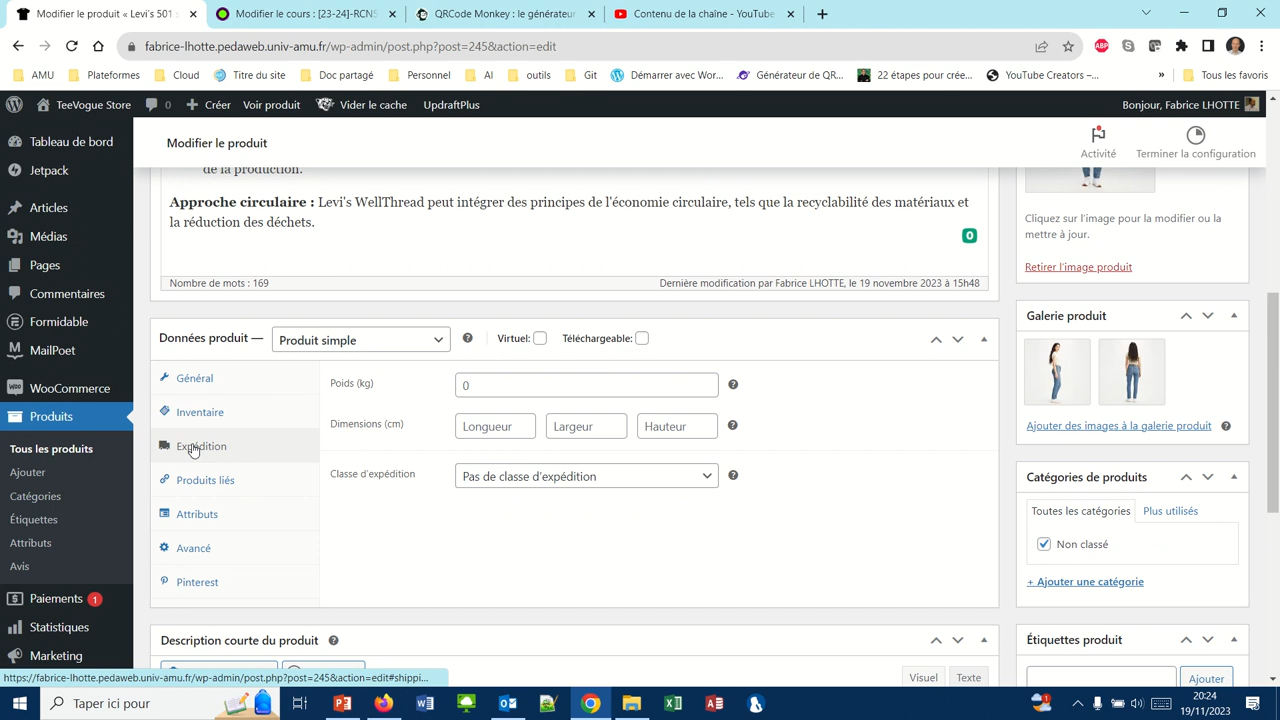 Modifier le produit « Levi's 501 s
Modifier le cours : [23-24]-RCNS
QRCode Monkey : le générateur
Contenu de la chaîne - YouTube
fabrice-lhotte.pedaweb.univ-amu.fr/wp-admin/post.php?post=245&action=edit
AMU
Plateformes
Cloud
Titre du site
Doc partagé
Personnel
AI
outils
Git
Démarrer avec Wor...
Générateur de QR...
22 étapes pour crée...
YouTube Creators –...
»
Tous les favoris
TeeVogue Store
0
Créer
Voir produit
Vider le cache
UpdraftPlus
Bonjour, Fabrice LHOTTE
Tableau de bord
Jetpack
Articles
Médias
Pages
Commentaires
Formidable
MailPoet
WooCommerce
Produits
Tous les produits
Ajouter
Catégories
Étiquettes
Attributs
Avis
Paiements 1
Statistiques
Marketing
Modifier le produit
Activité
Terminer la configuration
de la production.
Approche circulaire : Levi's WellThread peut intégrer des principes de l'économie circulaire, tels que la recyclabilité des matériaux et
la réduction des déchets.
0
Nombre de mots : 169
Dernière modification par Fabrice LHOTTE, le 19 novembre 2023 à 15h48
Données produit —
Produit simple
Virtuel:
Téléchargeable:
Général
Inventaire
Expédition
Produits liés
Attributs
Avancé
Pinterest
Poids (kg)
0
Dimensions (cm)
Longueur
Largeur
Hauteur
Classe d'expédition
Pas de classe d'expédition
Description courte du produit
Visuel
Texte
Cliquez sur l'image pour la modifier ou la
mettre à jour.
Retirer l'image produit
Galerie produit
Ajouter des images à la galerie produit
Catégories de produits
Toutes les catégories
Plus utilisés
Non classé
+ Ajouter une catégorie
Étiquettes produit
Ajouter
https://fabrice-lhotte.pedaweb.univ-amu.fr/wp-admin/post.php?post=245&action=edit#shippi...
Taper ici pour
20:24
19/11/2023